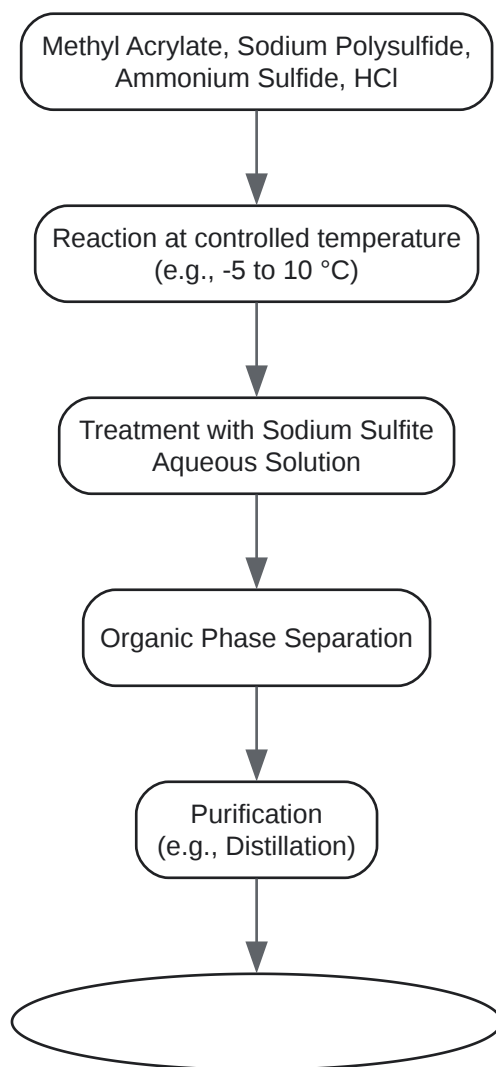 Methyl Acrylate, Sodium Polysulfide,
Ammonium Sulfide, HCl
Reaction at controlled temperature
(e.g., -5 to 10 °C)
Treatment with Sodium Sulfite
Aqueous Solution
Organic Phase Separation
Purification
(e.g., Distillation)